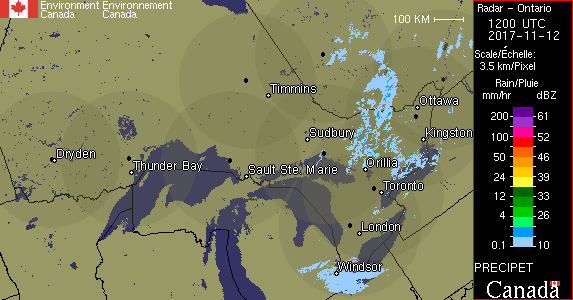 Environment Environnement
Canada Canada
100 KM
Timmins
Ottawa
Sudbury
Kingston
Dryden
Thunder Bay
Sault Ste. Marie
Orillia
Toronto
London
Windsor
Radar - Ontario
1200 UTC
2017-11-12
Scale/Échelle:
3.5 km/Pixel
Rain/Pluie
mm/hr dBZ
200 61
100 52
50 46
24 39
12 33
4 26
0.1 10
PRECIPET
Canada